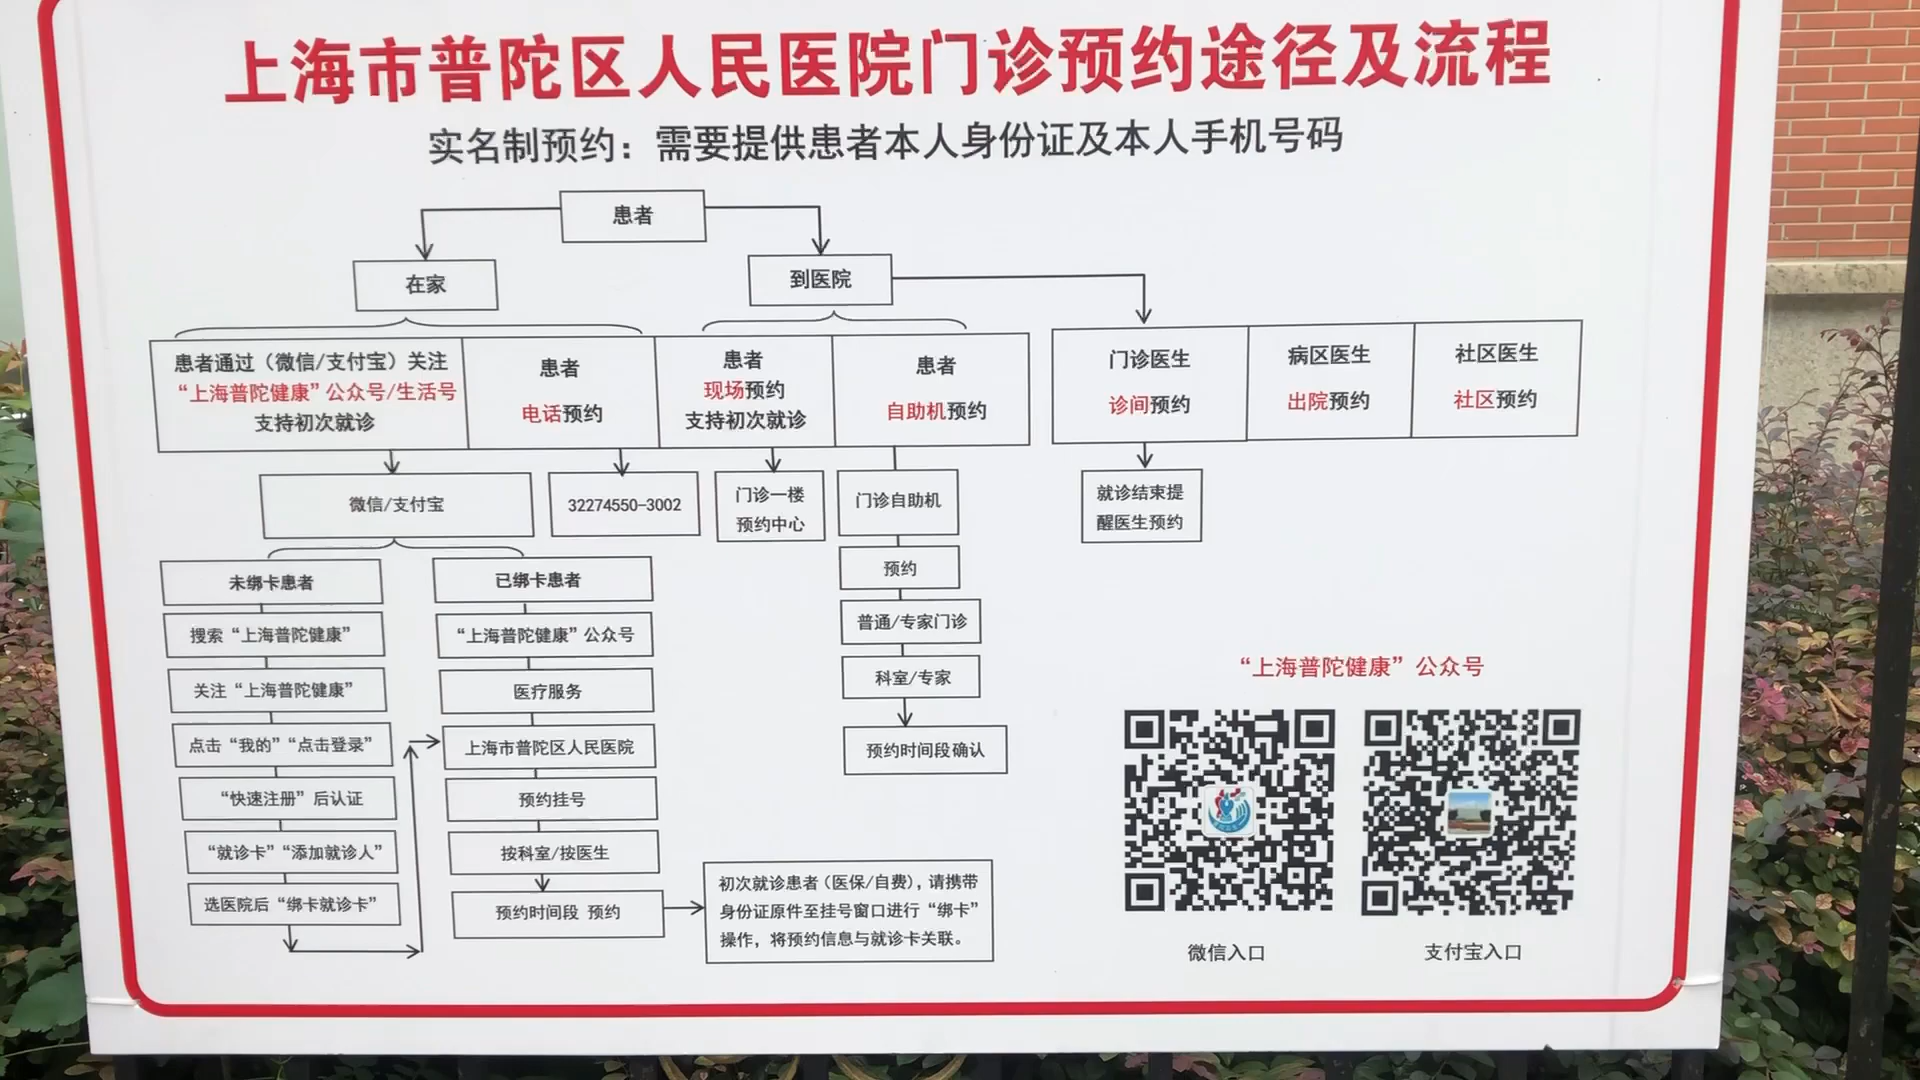 上海市普陀区人民医院门诊预约途径及流程
实名制预约：需要提供患者本人身份证及本人手机号码
患者
在家
到医院
患者通过（微信/支付宝）关注
“上海普陀健康”公众号/生活号
支持初次就诊
患者
电话预约
患者
现场预约
支持初次就诊
患者
自助机预约
门诊医生
诊间预约
病区医生
出院预约
社区医生
社区预约
微信/支付宝
32274550-3002
门诊一楼
预约中心
门诊自助机
就诊结束提
醒医生预约
未绑卡患者
搜索“上海普陀健康”
关注“上海普陀健康”
点击“我的”“点击登录”
“快速注册”后认证
“就诊卡”“添加就诊人”
选医院后“绑卡就诊卡”
已绑卡患者
“上海普陀健康”公众号
医疗服务
上海市普陀区人民医院
预约挂号
按科室/按医生
预约时间段 预约
初次就诊患者（医保/自费），请携带
身份证原件至挂号窗口进行“绑卡”
操作，将预约信息与就诊卡关联。
预约
普通/专家门诊
科室/专家
预约时间段确认
“上海普陀健康”公众号
微信入口
支付宝入口